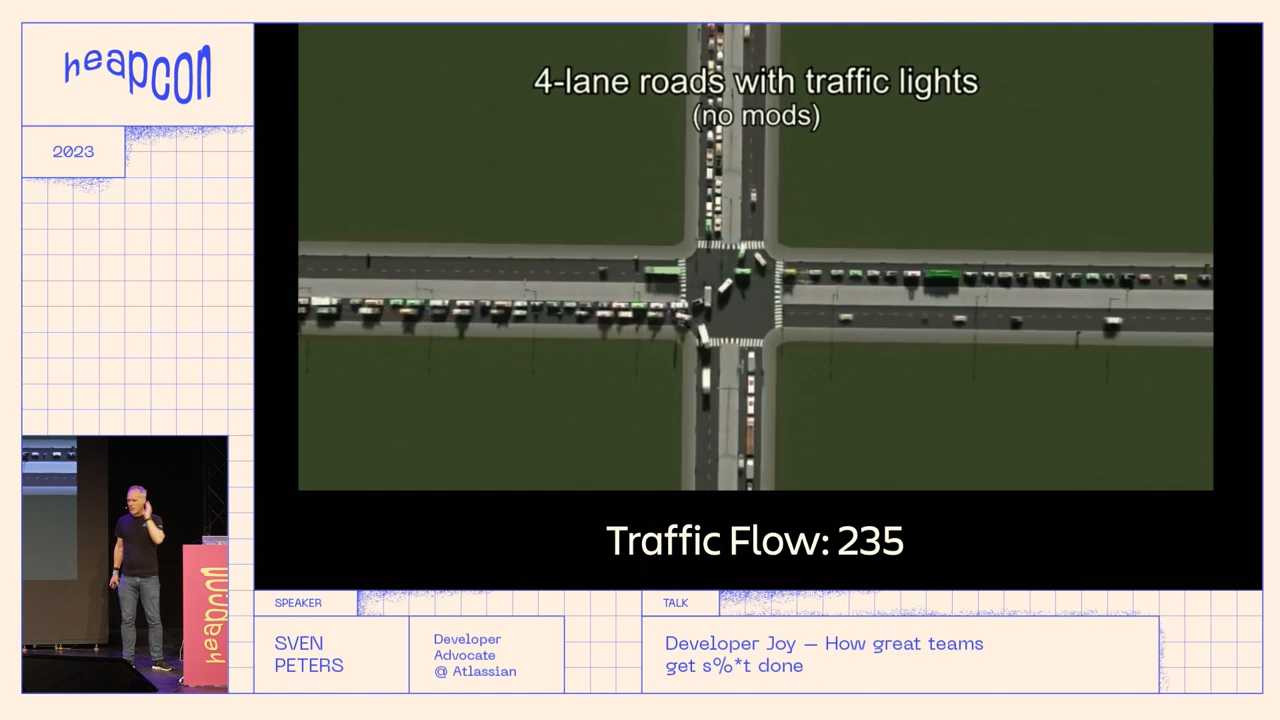 heapcon
2023
4-lane roads with traffic lights
(no mods)
Traffic Flow: 235
heapcon
SPEAKER
SVEN
PETERS
Developer
Advocate
@ Atlassian
TALK
Developer Joy – How great teams
get s%*t done